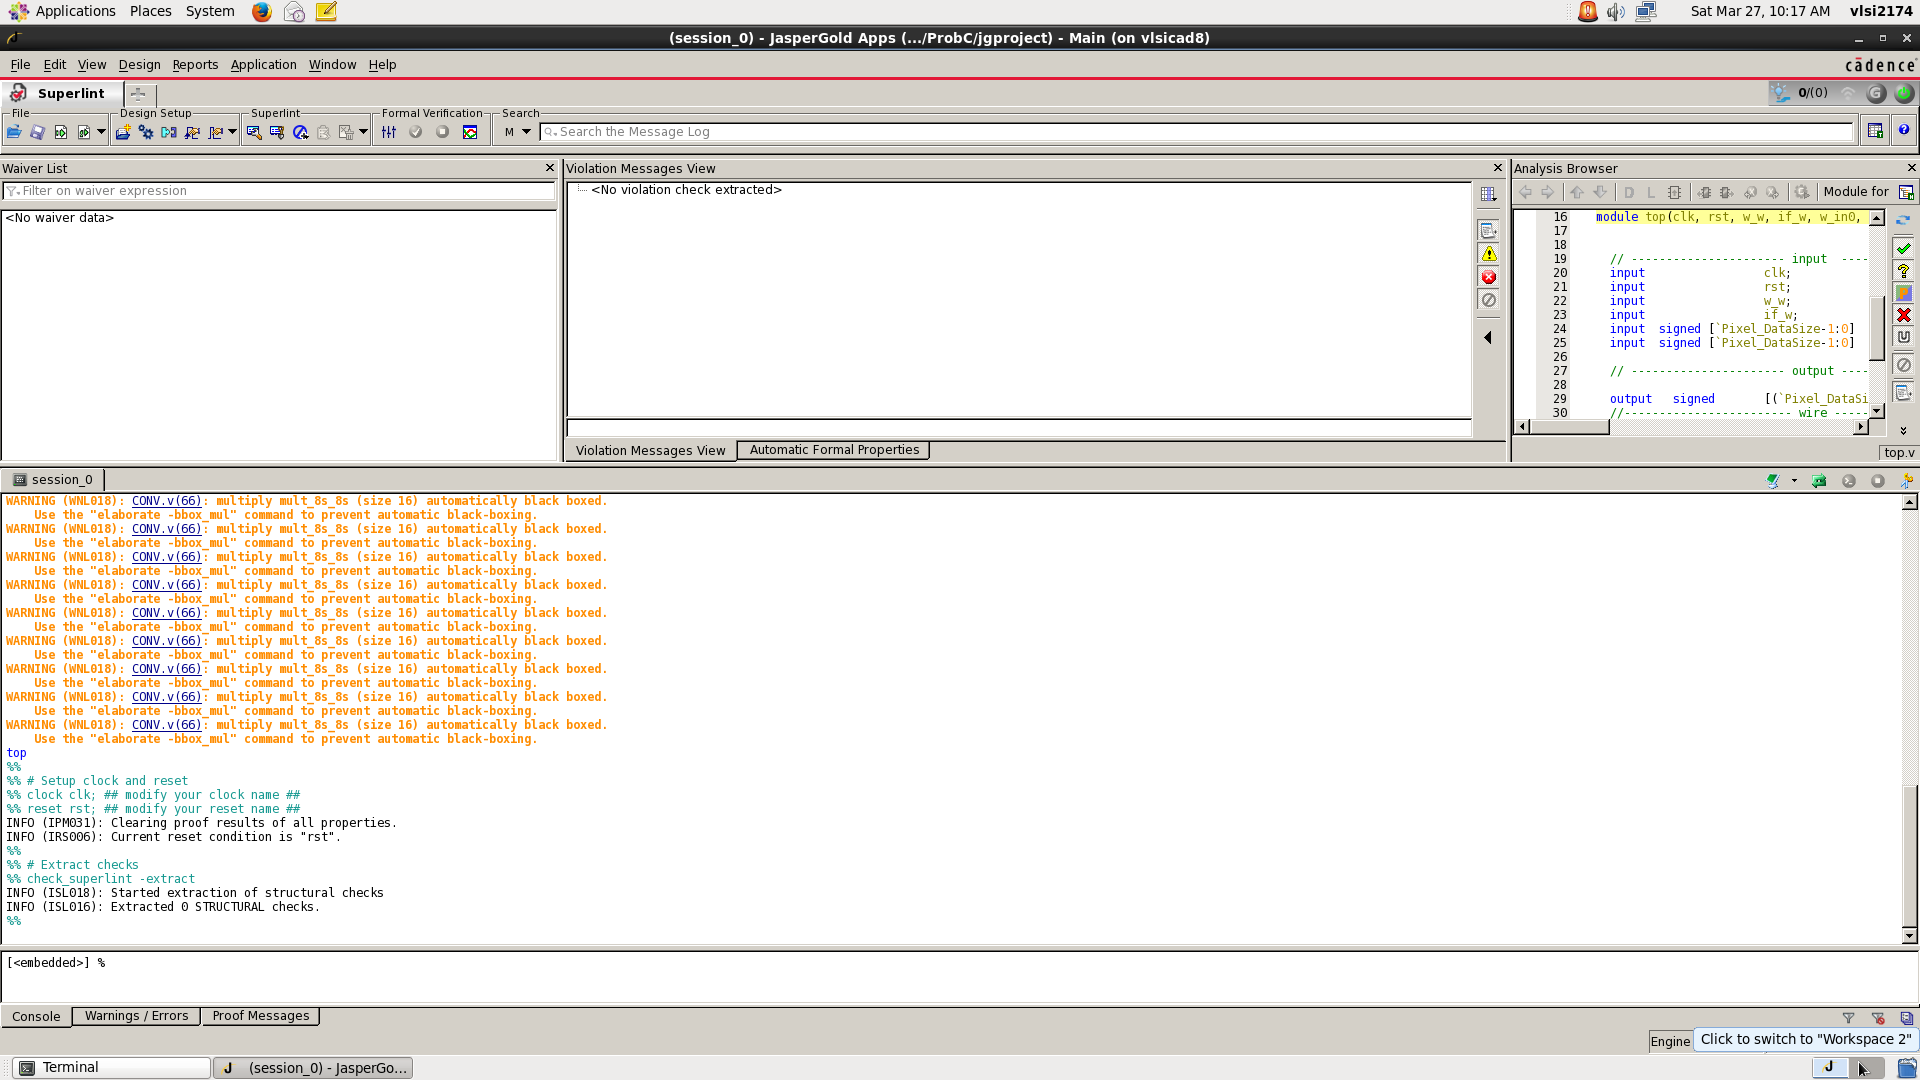 Applications Places System Sat Mar 27, 10:17 AM vlsi2174
(session_0) - JasperGold Apps (.../ProbC/jgproject) - Main (on vlsicad8)
File Edit View Design Reports Application Window Help cādence
Superlint 0/(0)
File Design Setup Superlint Formal Verification Search
M Search the Message Log
Waiver List
Filter on waiver expression
<No waiver data>
Violation Messages View
<No violation check extracted>
Violation Messages View Automatic Formal Properties
Analysis Browser
Module for
16 module top(clk, rst, w_w, if_w, w_in0,
17
18
19 // ---------------------- input ----
20 input clk;
21 input rst;
22 input w_w;
23 input if_w;
24 input signed [`Pixel_DataSize-1:0]
25 input signed [`Pixel_DataSize-1:0]
26
27 // ---------------------- output ----
28
29 output signed [(`Pixel_DataSi
30 //------------------------ wire -----
top.v
session_0
WARNING (WNL018): CONV.v(66): multiply mult_8s_8s (size 16) automatically black boxed.
Use the "elaborate -bbox_mul" command to prevent automatic black-boxing.
WARNING (WNL018): CONV.v(66): multiply mult_8s_8s (size 16) automatically black boxed.
Use the "elaborate -bbox_mul" command to prevent automatic black-boxing.
WARNING (WNL018): CONV.v(66): multiply mult_8s_8s (size 16) automatically black boxed.
Use the "elaborate -bbox_mul" command to prevent automatic black-boxing.
WARNING (WNL018): CONV.v(66): multiply mult_8s_8s (size 16) automatically black boxed.
Use the "elaborate -bbox_mul" command to prevent automatic black-boxing.
WARNING (WNL018): CONV.v(66): multiply mult_8s_8s (size 16) automatically black boxed.
Use the "elaborate -bbox_mul" command to prevent automatic black-boxing.
WARNING (WNL018): CONV.v(66): multiply mult_8s_8s (size 16) automatically black boxed.
Use the "elaborate -bbox_mul" command to prevent automatic black-boxing.
WARNING (WNL018): CONV.v(66): multiply mult_8s_8s (size 16) automatically black boxed.
Use the "elaborate -bbox_mul" command to prevent automatic black-boxing.
WARNING (WNL018): CONV.v(66): multiply mult_8s_8s (size 16) automatically black boxed.
Use the "elaborate -bbox_mul" command to prevent automatic black-boxing.
WARNING (WNL018): CONV.v(66): multiply mult_8s_8s (size 16) automatically black boxed.
Use the "elaborate -bbox_mul" command to prevent automatic black-boxing.
top
%%
%% # Setup clock and reset
%% clock clk; ## modify your clock name ##
%% reset rst; ## modify your reset name ##
INFO (IPM031): Clearing proof results of all properties.
INFO (IRS006): Current reset condition is "rst".
%%
%% # Extract checks
%% check_superlint -extract
INFO (ISL018): Started extraction of structural checks
INFO (ISL016): Extracted 0 STRUCTURAL checks.
%%
[<embedded>] %
Console Warnings / Errors Proof Messages
Engine Click to switch to "Workspace 2"
Terminal (session_0) - JasperGo...